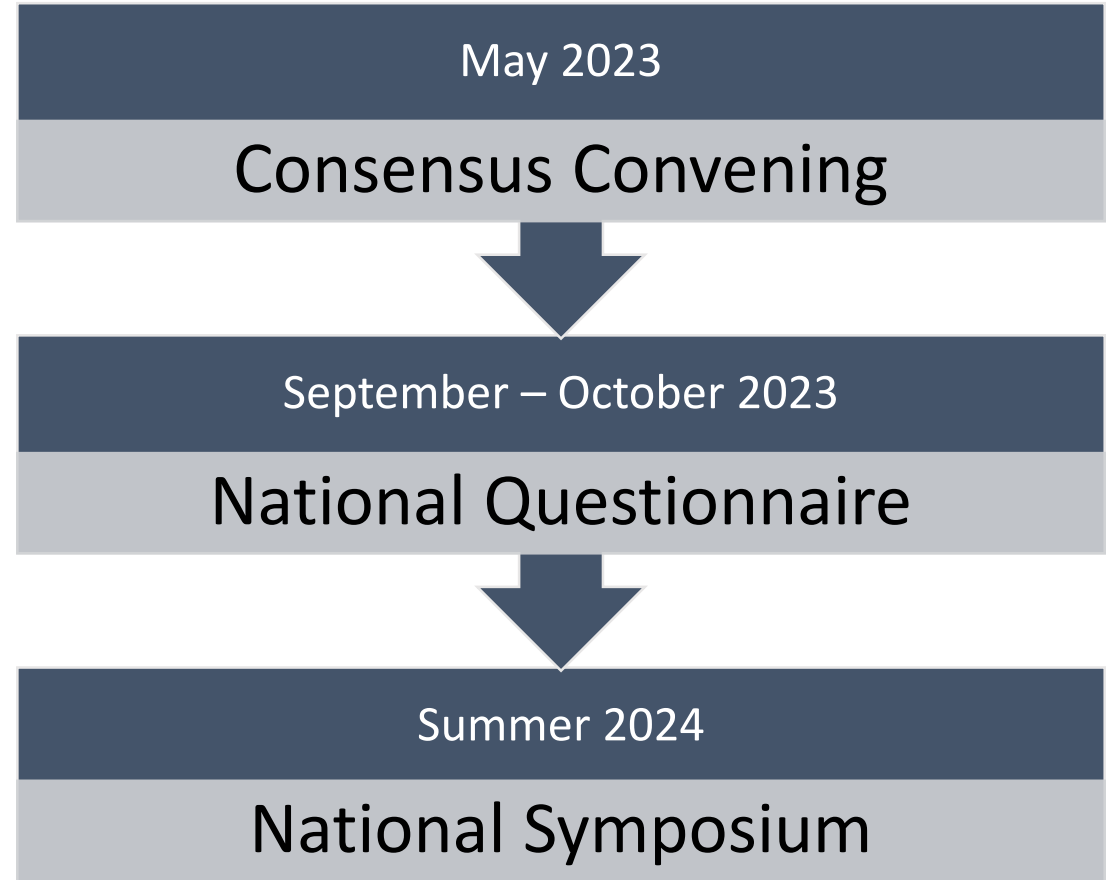 May 2023
Consensus Convening
September – October 2023
National Questionnaire
Summer 2024
National Symposium